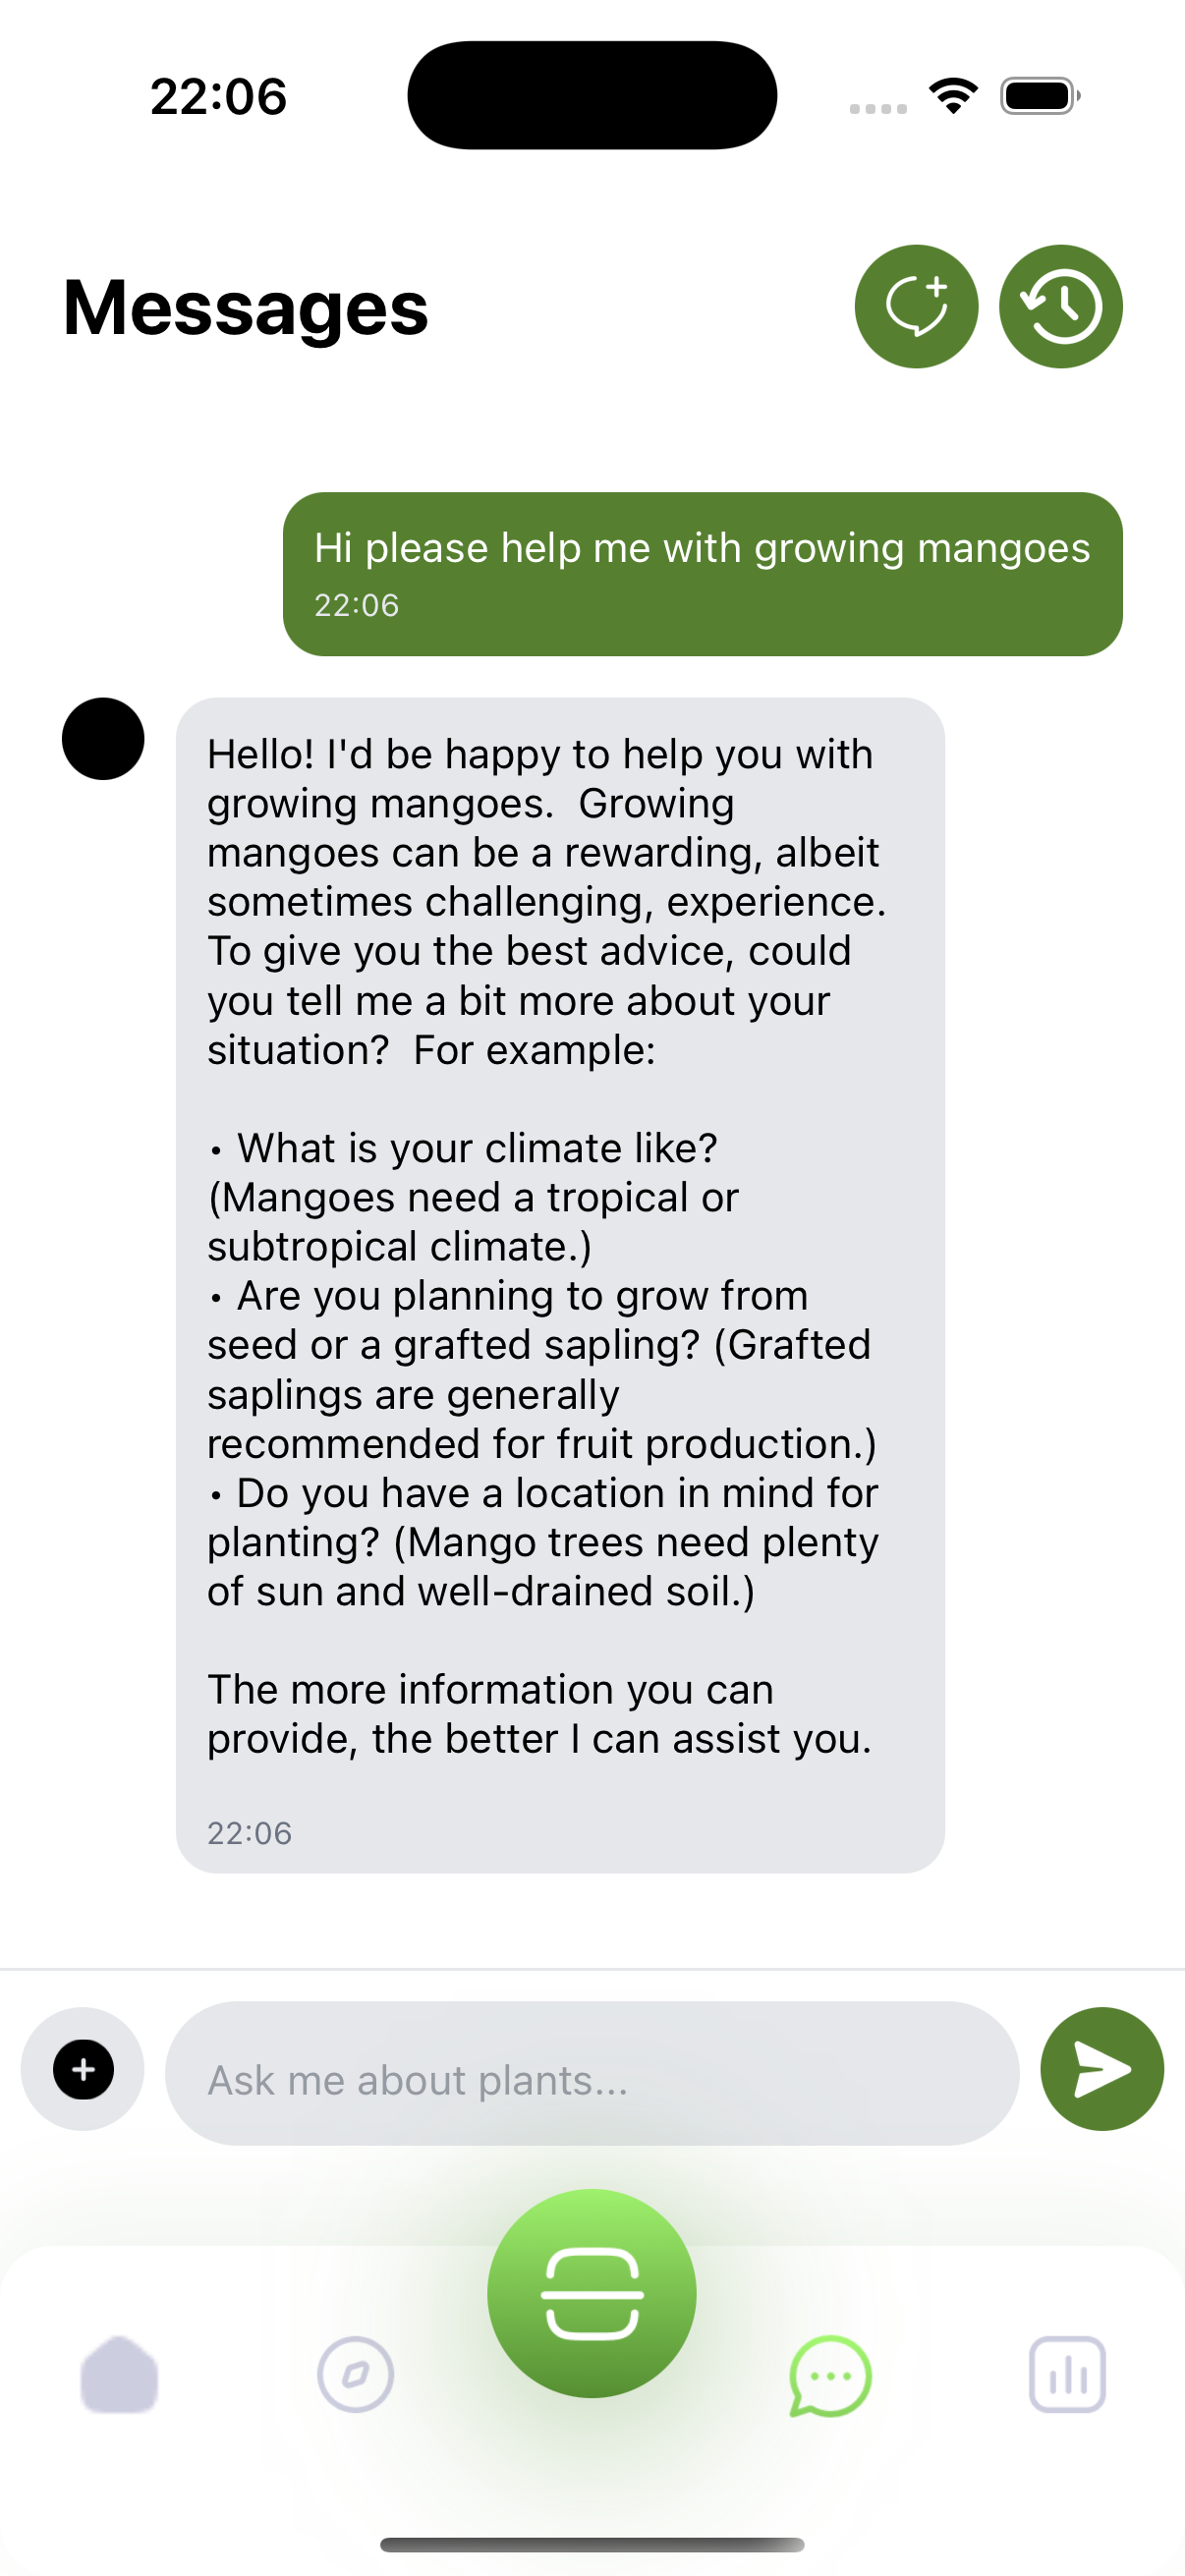 22:06
Messages
Hi please help me with growing mangoes
22:06
Hello! I'd be happy to help you with
growing mangoes.  Growing
mangoes can be a rewarding, albeit
sometimes challenging, experience.
To give you the best advice, could
you tell me a bit more about your
situation?  For example:
• What is your climate like?
(Mangoes need a tropical or
subtropical climate.)
• Are you planning to grow from
seed or a grafted sapling? (Grafted
saplings are generally
recommended for fruit production.)
• Do you have a location in mind for
planting? (Mango trees need plenty
of sun and well-drained soil.)
The more information you can
provide, the better I can assist you.
22:06
Ask me about plants...